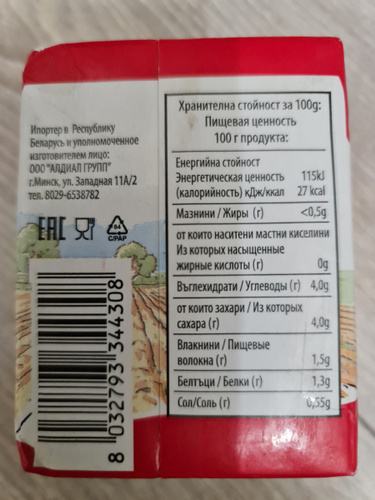 Ипортер в Республику
Беларусь и уполномоченное
изготовителем лицо:
ООО "АЛДИАЛ ГРУПП"
г.Минск, ул. Западная 11А/2
тел. 8029-6538782
EAC
84
C/PAP
8 032793 344308
Хранителна стойност за 100g:
Пищевая ценность
100 г продукта:
Енергийна стойност
Энергетическая ценность 115kJ
(калорийность) кДж/ккал 27 kcal
Мазнини / Жиры (г) <0,5g
от които наситени мастни киселини
Из которых насыщенные
жирные кислоты (г) 0g
Въглехидрати / Углеводы (г) 4,0g
от които захари / Из которых
сахара (г) 4,0g
Влакнини / Пищевые
волокна (г) 1,5g
Белтъци / Белки (г) 1,3g
Сол/Соль (г) 0,55g